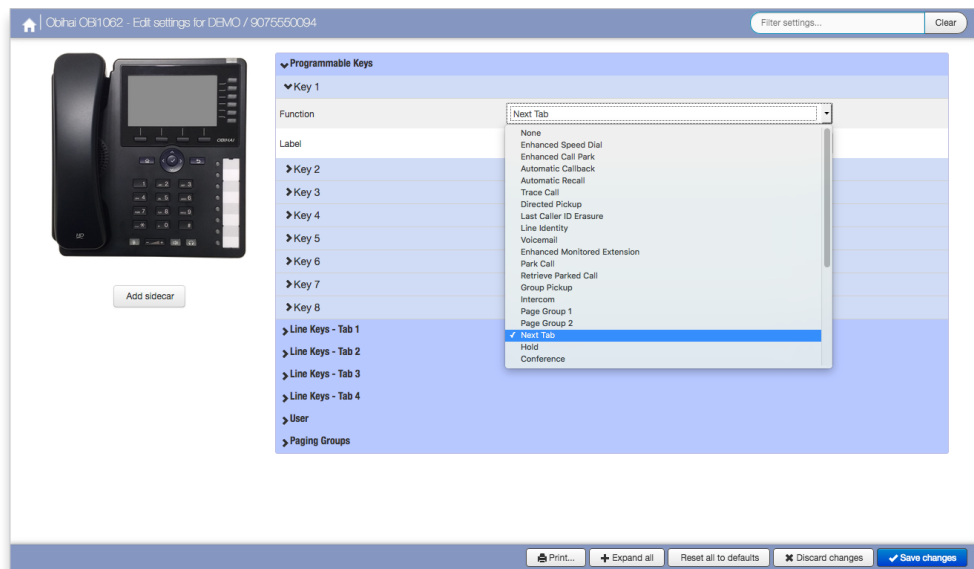 Obihai OBi1062 - Edit settings for DEMO / 9075550094
Filter settings...
Clear
Programmable Keys
Key 1
Function
Next Tab
Label
None
Enhanced Speed Dial
Enhanced Call Park
Automatic Callback
Automatic Recall
Trace Call
Directed Pickup
Last Caller ID Erasure
Line Identity
Voicemail
Enhanced Monitored Extension
Park Call
Retrieve Parked Call
Group Pickup
Intercom
Page Group 1
Page Group 2
Next Tab
Hold
Conference
Key 2
Key 3
Key 4
Key 5
Key 6
Key 7
Key 8
Line Keys - Tab 1
Line Keys - Tab 2
Line Keys - Tab 3
Line Keys - Tab 4
User
Paging Groups
OBIHAI
Add sidecar
Print...
Expand all
Reset all to defaults
Discard changes
Save changes